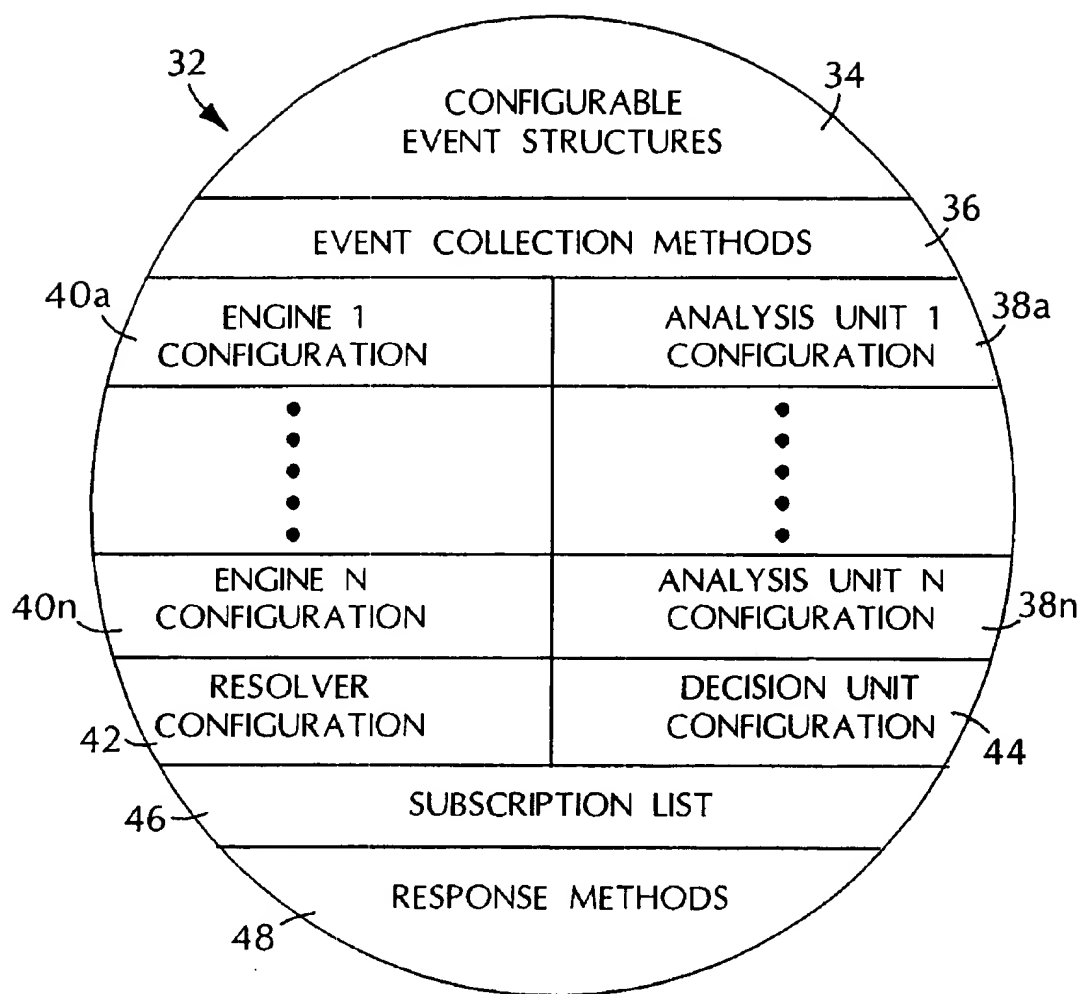 32
34
CONFIGURABLE
EVENT STRUCTURES
36
EVENT COLLECTION METHODS
40a
ENGINE 1
CONFIGURATION
ANALYSIS UNIT 1
CONFIGURATION
38a
40n
ENGINE N
CONFIGURATION
ANALYSIS UNIT N
CONFIGURATION
38n
42
RESOLVER
CONFIGURATION
DECISION UNIT
CONFIGURATION
44
46
SUBSCRIPTION LIST
RESPONSE METHODS
48